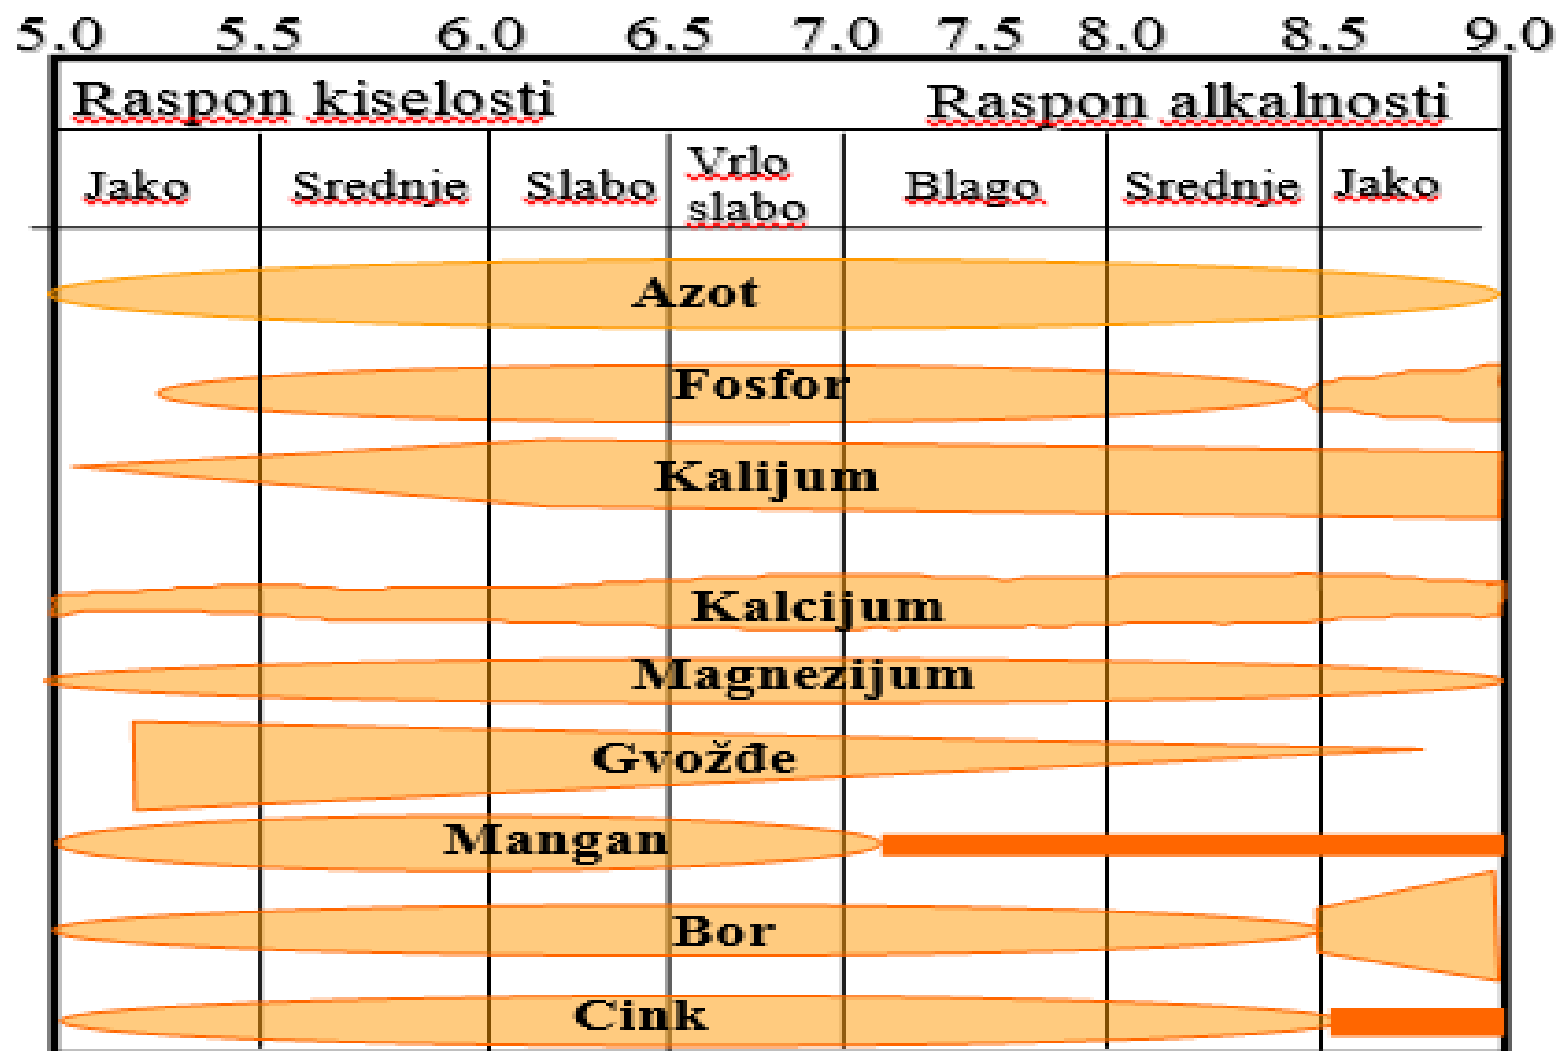 5.0 5.5 6.0 6.5 7.0 7.5 8.0 8.5 9.0
Raspon kiselosti Raspon alkalnosti
Jako Srednje Slabo Vrlo slabo Blago Srednje Jako
Azot
Fosfor
Kalijum
Kalcijum
Magnezijum
Gvožđe
Mangan
Bor
Cink